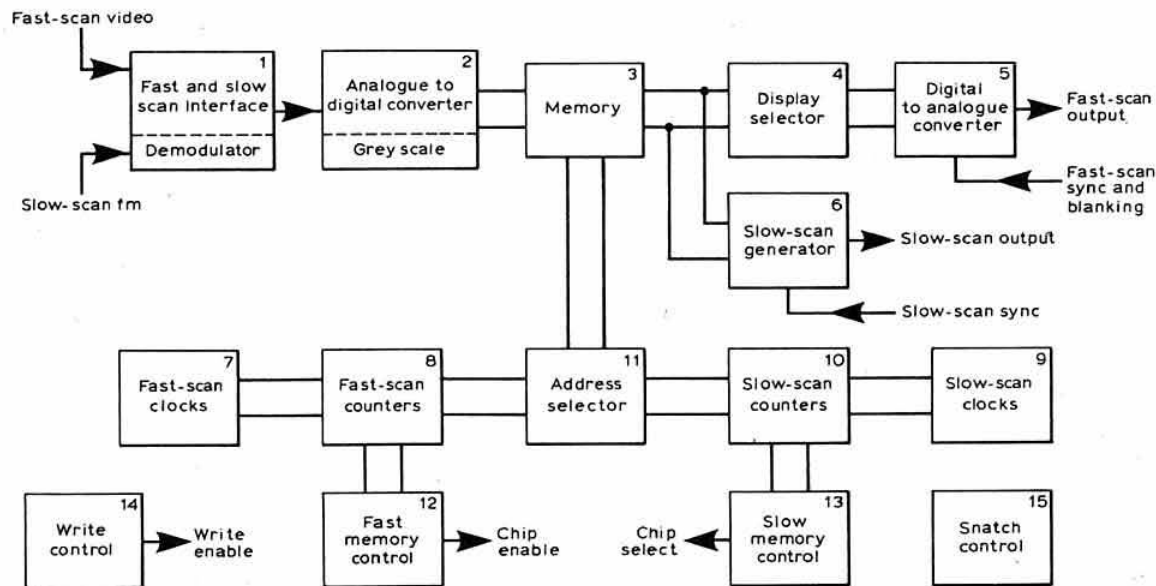 Fast-scan video
1
Fast and slow
scan Interface
Demodulator
Slow-scan fm
2
Analogue to
digital converter
Grey scale
3
Memory
4
Display
selector
5
Digital
to analogue
converter
Fast-scan
output
Fast-scan
sync and
blanking
6
Slow-scan
generator
Slow-scan output
Slow-scan sync
7
Fast-scan
clocks
8
Fast-scan
counters
11
Address
selector
10
Slow-scan
counters
9
Slow-scan
clocks
14
Write
control
Write
enable
12
Fast
memory
control
Chip
enable
Chip
select
13
Slow
memory
control
15
Snatch
control